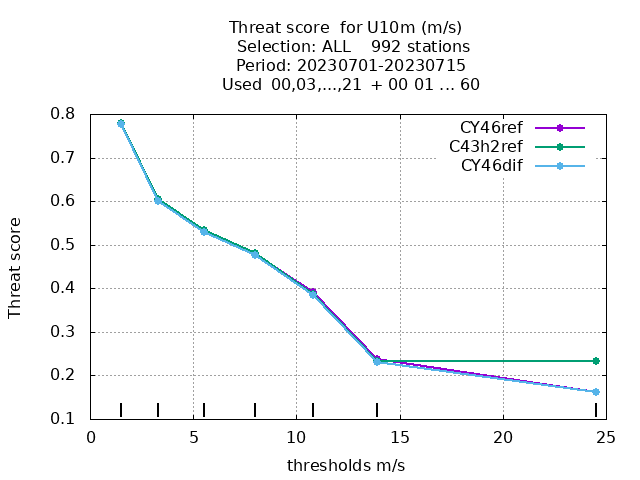 Threat score  for U10m (m/s)
Selection: ALL    992 stations
Period: 20230701-20230715
Used  00,03,...,21  + 00 01 ... 60
CY46ref
C43h2ref
CY46dif
Threat score
0.8
0.7
0.6
0.5
0.4
0.3
0.2
0.1
0 5 10 15 20 25
thresholds m/s